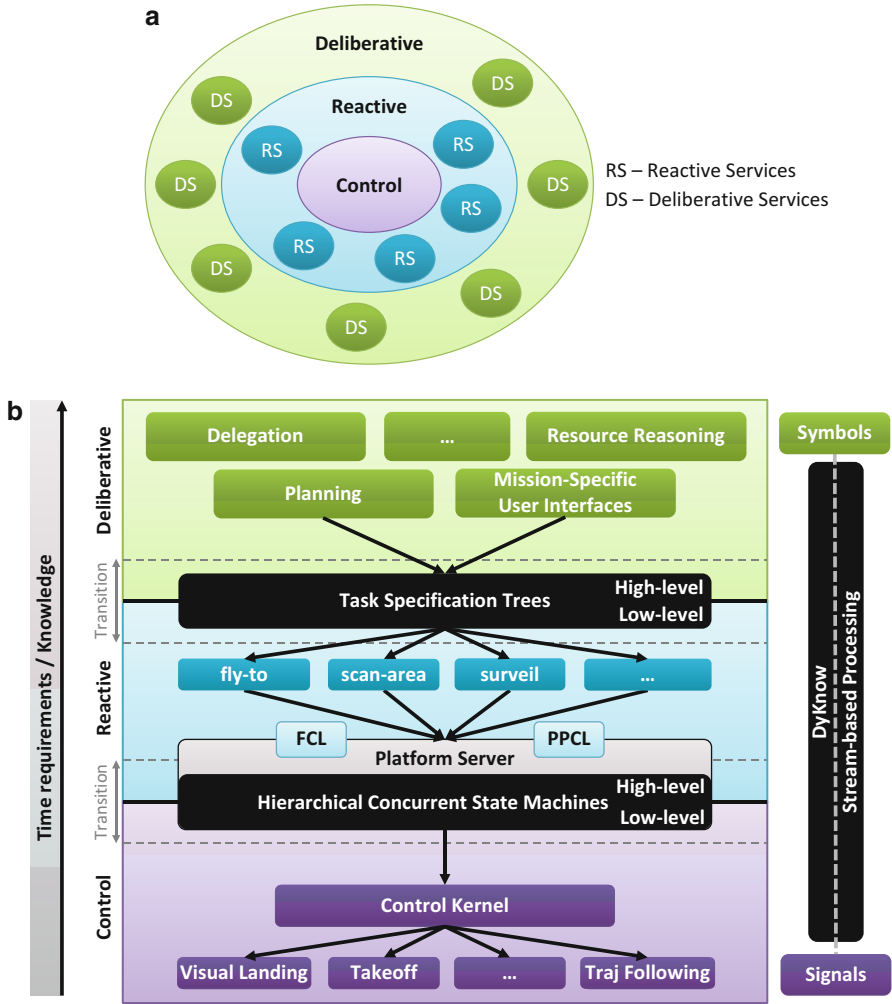 a
Deliberative
DS
DS
Reactive
RS
RS
DS
Control
DS
RS
RS
RS
DS
DS
DS
RS – Reactive Services
DS – Deliberative Services
b
Time requirements / Knowledge
Deliberative
Delegation
...
Resource Reasoning
Planning
Mission-Specific
User Interfaces
Transition
Task Specification Trees
High-level
Low-level
Reactive
fly-to
scan-area
surveil
...
FCL
PPCL
Platform Server
Transition
Hierarchical Concurrent State Machines
High-level
Low-level
Control
Control Kernel
Visual Landing
Takeoff
...
Traj Following
Symbols
DyKnow
Stream-based Processing
Signals